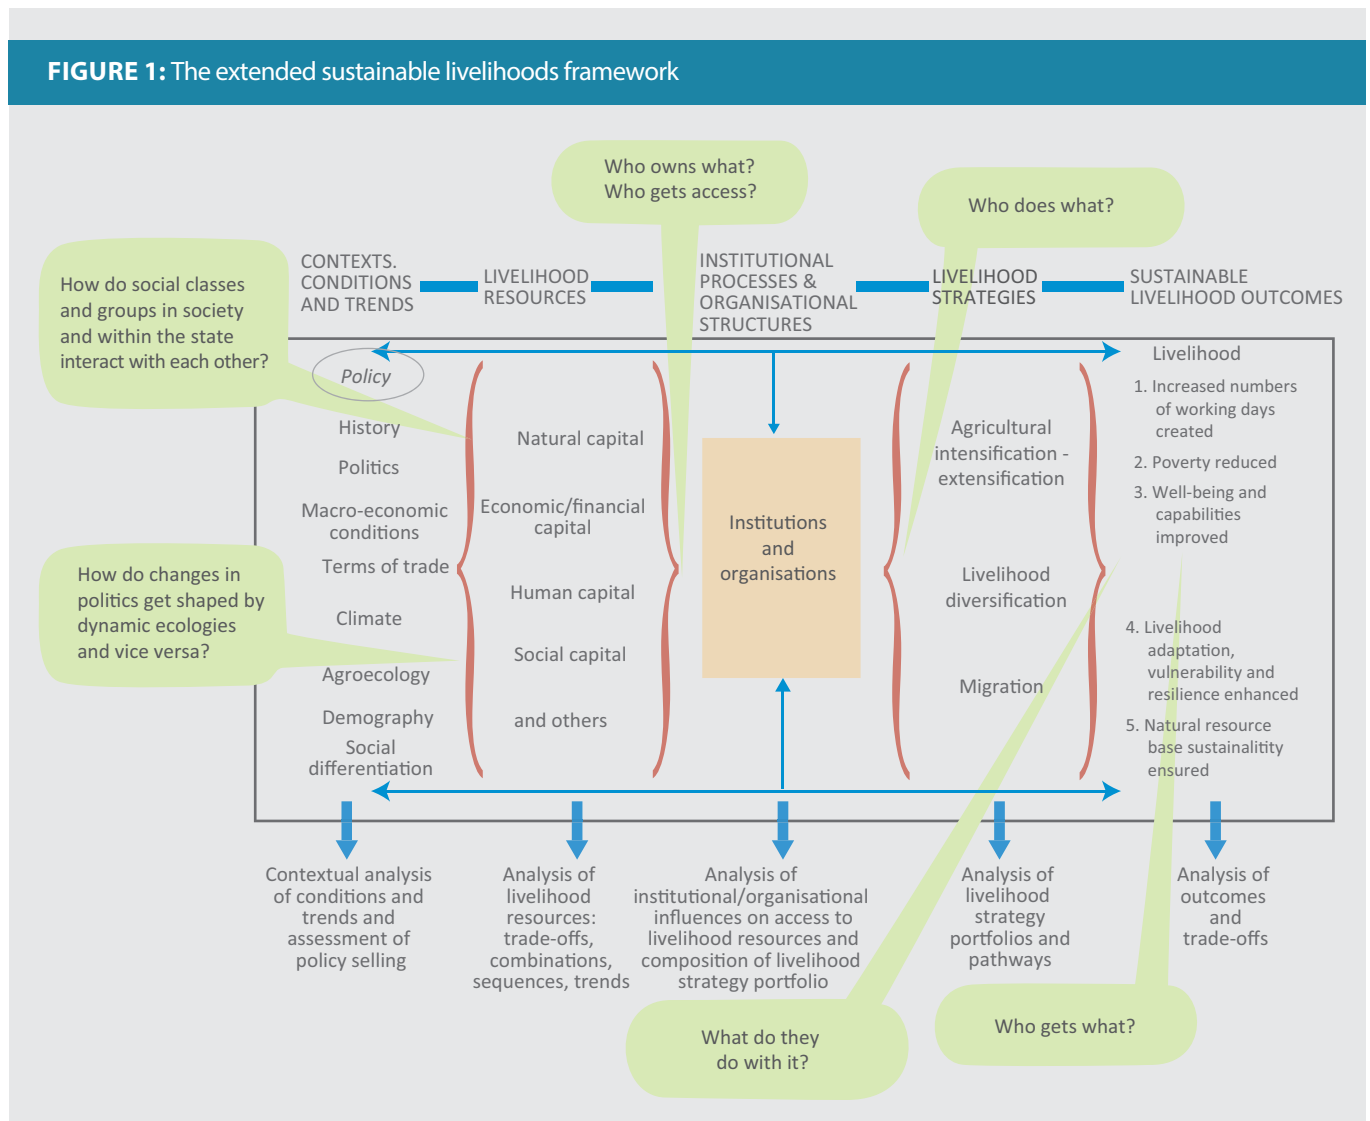 FIGURE 1: The extended sustainable livelihoods framework
Who owns what?
Who gets access?
Who does what?
How do social classes
and groups in society
and within the state
interact with each other?
CONTEXTS.
CONDITIONS
AND TRENDS
LIVELIHOOD
RESOURCES
INSTITUTIONAL
PROCESSES &
ORGANISATIONAL
STRUCTURES
LIVELIHOOD
STRATEGIES
SUSTAINABLE
LIVELIHOOD OUTCOMES
Policy
History
Politics
Macro-economic
conditions
Terms of trade
Climate
Agroecology
Demography
Social
differentiation
How do changes in
politics get shaped by
dynamic ecologies
and vice versa?
Natural capital
Economic/financial
capital
Human capital
Social capital
and others
Institutions
and
organisations
Agricultural
intensification -
extensification
Livelihood
diversification
Migration
Livelihood
1. Increased numbers
of working days
created
2. Poverty reduced
3. Well-being and
capabilities
improved
4. Livelihood
adaptation,
vulnerability and
resilience enhanced
5. Natural resource
base sustainalitity
ensured
Contextual analysis
of conditions and
trends and
assessment of
policy selling
Analysis of
livelihood
resources:
trade-offs,
combinations,
sequences, trends
Analysis of
institutional/organisational
influences on access to
livelihood resources and
composition of livelihood
strategy portfolio
Analysis of
livelihood
strategy
portfolios and
pathways
Analysis of
outcomes
and
trade-offs
What do they
do with it?
Who gets what?